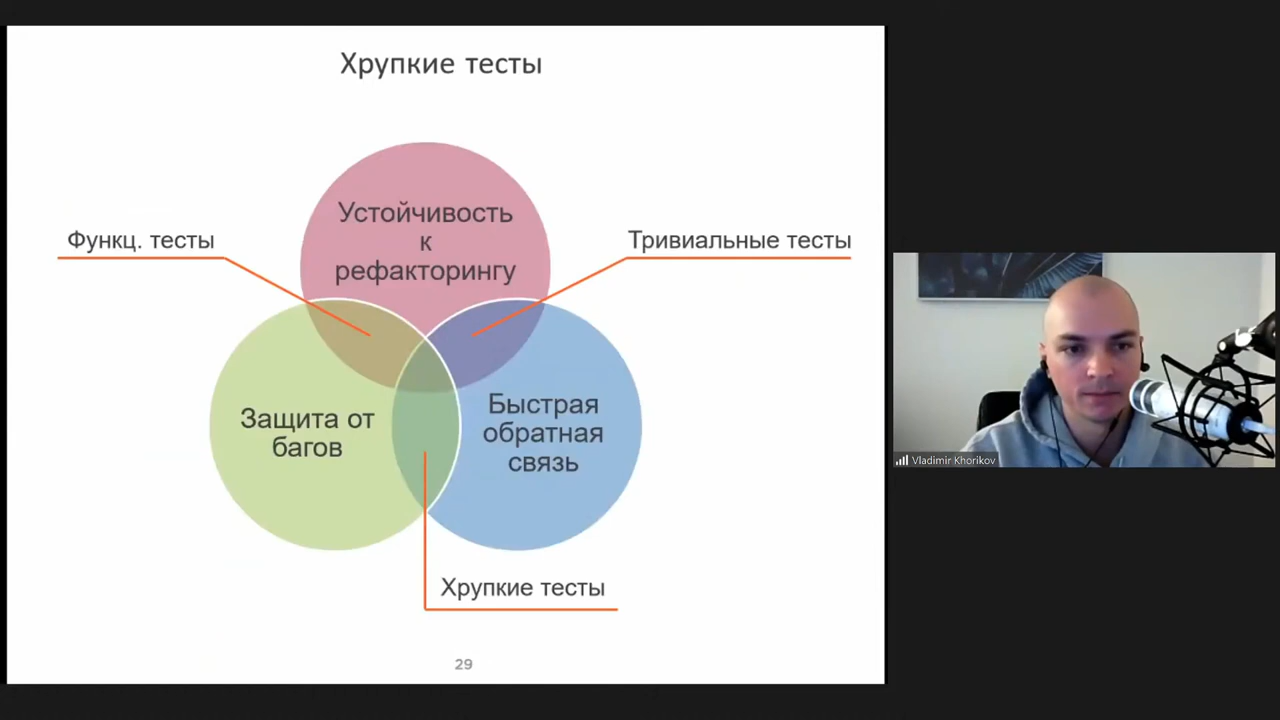 Хрупкие тесты
Устойчивость
к
рефакторингу
Функц. тесты
Тривиальные тесты
Защита от
багов
Быстрая
обратная
связь
Хрупкие тесты
29
Vladimir Khorikov